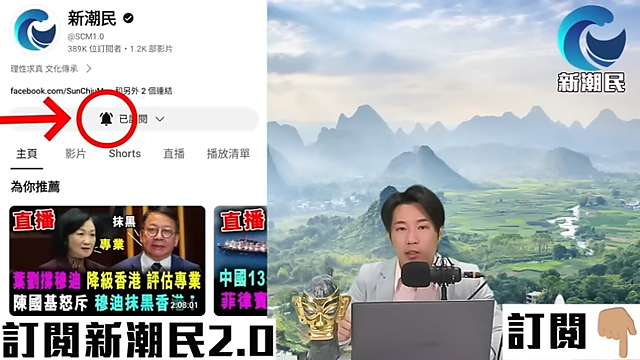 新潮民
@SCM1.0
389K 位訂閱者・1.2K 部影片
理性求真 文化傳承
facebook.com/SunChiuMan 和另外 2 個連結
已訂閱
主頁
影片
Shorts
直播
播放清單
為你推薦
直播
抹黑
專業
葉劉撐穆迪 降級香港 評估專業
陳國基怒斥 穆迪抹黑香港！
2:08:01
直播
中國13
菲律賓
訂閱新潮民2.0
新潮民
訂閱